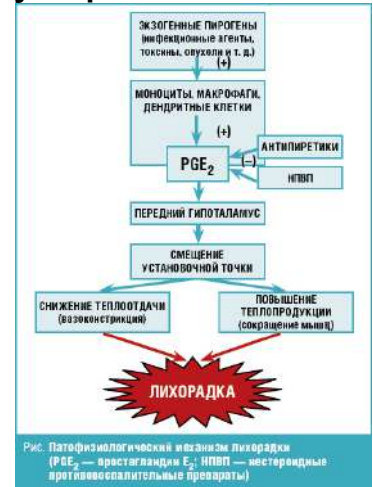 ЭКЗОГЕННЫЕ ПИРОГЕНЫ
(инфекционные агенты,
токсины, опухоли и т. д.)
(+)
МОНОЦИТЫ, МАКРОФАГИ,
ДЕНДРИТНЫЕ КЛЕТКИ
(+)
АНТИПИРЕТИКИ
(–)
PGE2
НПВП
ПЕРЕДНИЙ ГИПОТАЛАМУС
СМЕЩЕНИЕ
УСТАНОВОЧНОЙ ТОЧКИ
СНИЖЕНИЕ ТЕПЛООТДАЧИ
(вазоконстрикция)
ПОВЫШЕНИЕ
ТЕПЛОПРОДУКЦИИ
(сокращение мышц)
ЛИХОРАДКА
Рис. Патофизиологический механизм лихорадки
(PGE2 — простагландин E2; НПВП — нестероидные
противовоспалительные препараты)